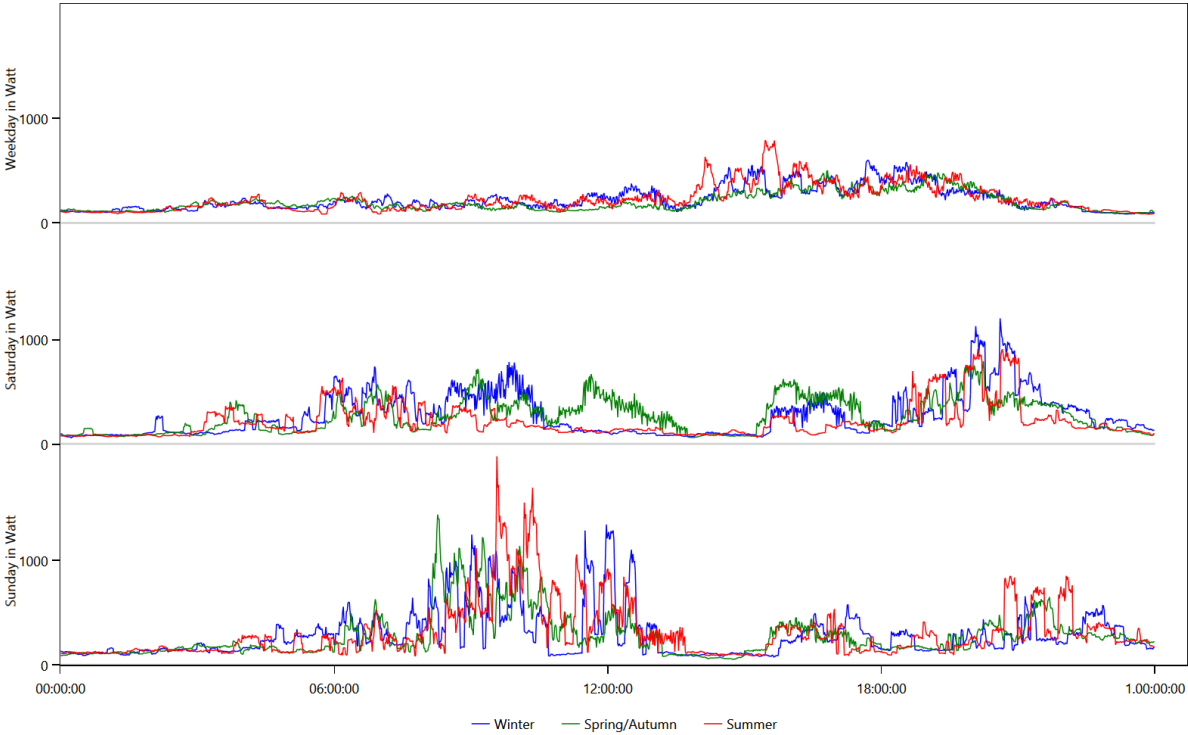 Weekday in Watt
1000
0
Saturday in Watt
1000
0
Sunday in Watt
1000
0
00:00:00 06:00:00 12:00:00 18:00:00 1.00:00:00
Winter Spring/Autumn Summer